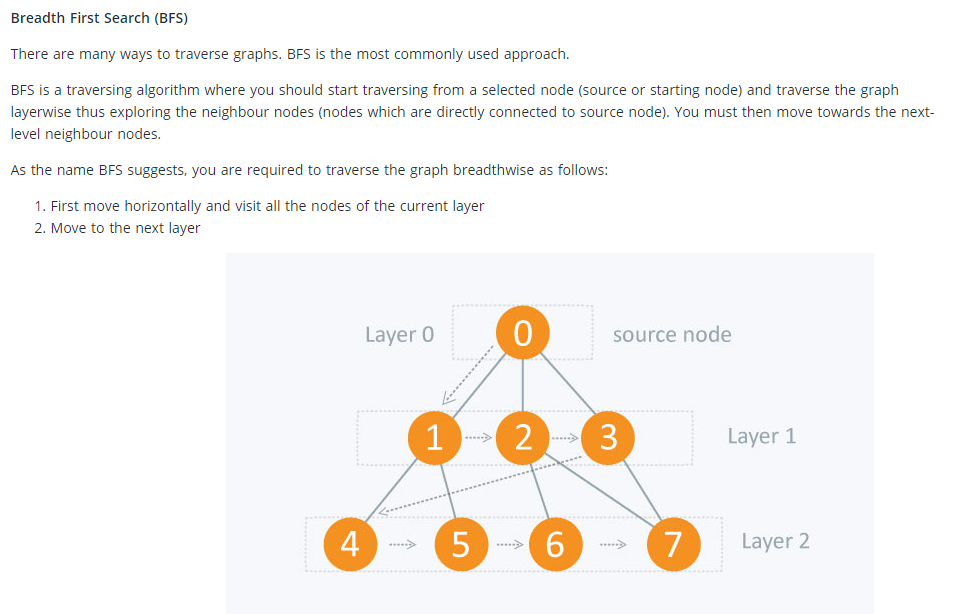 Breadth First Search (BFS)
There are many ways to traverse graphs. BFS is the most commonly used approach.
BFS is a traversing algorithm where you should start traversing from a selected node (source or starting node) and traverse the graph
layerwise thus exploring the neighbour nodes (nodes which are directly connected to source node). You must then move towards the next-
level neighbour nodes.
As the name BFS suggests, you are required to traverse the graph breadthwise as follows:
1. First move horizontally and visit all the nodes of the current layer
2. Move to the next layer
Layer 0 0 source node
1 2 3 Layer 1
4 5 6 7 Layer 2